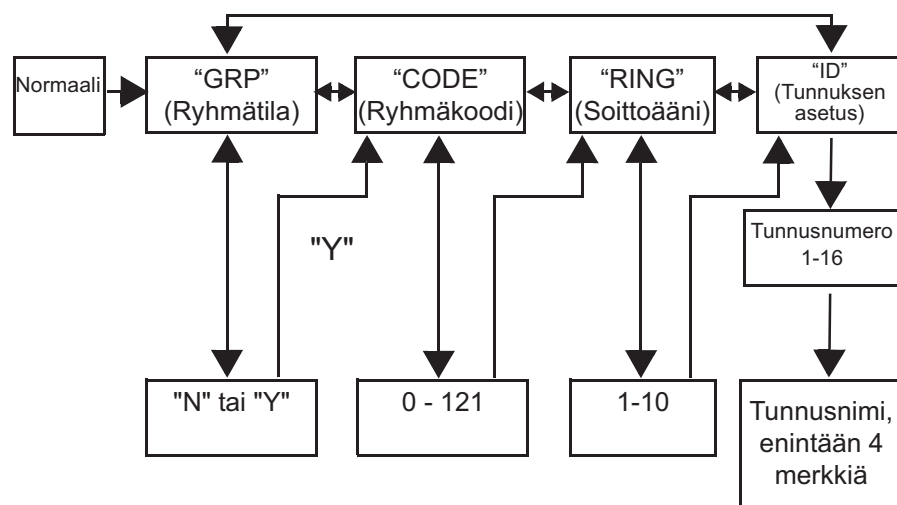 Normaali
“GRP”
(Ryhmätila)
“CODE”
(Ryhmäkoodi)
“RING”
(Soittoääni)
“ID”
(Tunnuksen
asetus)
"Y"
Tunnusnumero
1-16
"N" tai "Y"
0 - 121
1-10
Tunnusnimi,
enintään 4
merkkiä